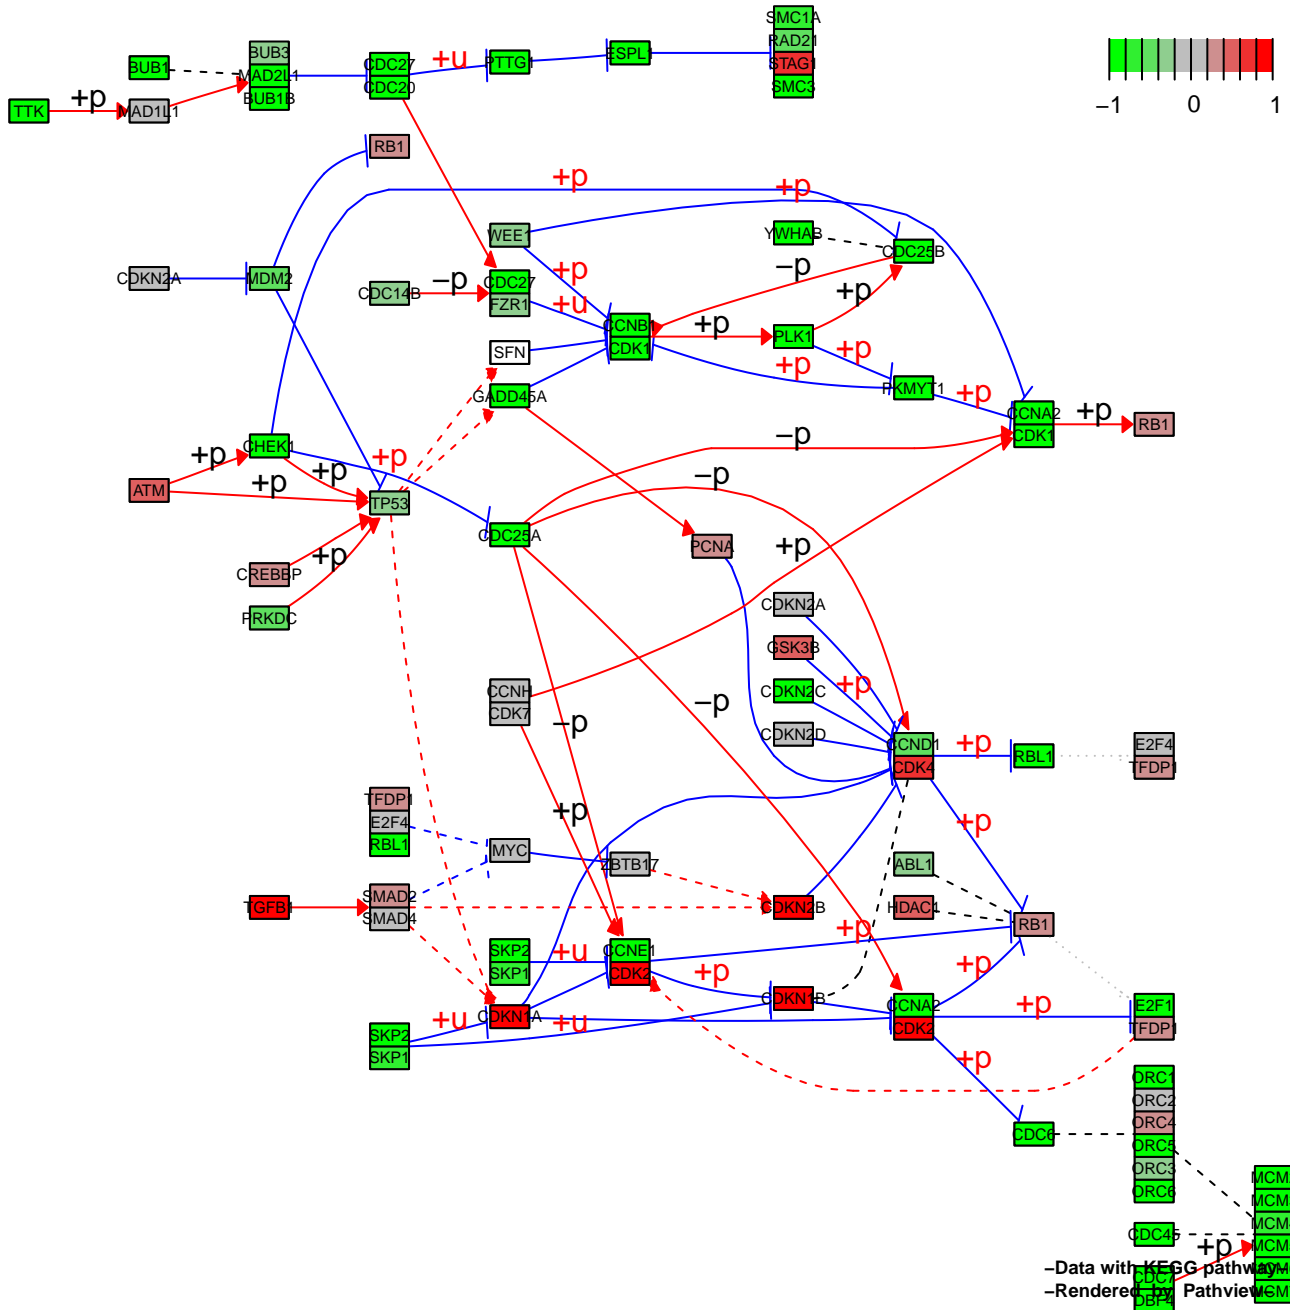 SMC1A
RAD21
STAG1
SMC3
BUB3
MAD2L1
BUB1B
BUB1
CDC27
CDC20
+u
PTTG1
ESPL1
−1
0
1
TTK
+p
MAD1L1
RB1
+p
+p
WEE1
YWHAB
CDC25B
CDKN2A
MDM2
CDC14B
−p
CDC27
FZR1
+p
+u
−p
+p
CCNB1
CDK1
+p
PLK1
SFN
+p
+p
GADD45A
PKMYT1
+p
CCNA2
CDK1
+p
RB1
CHEK1
−p
+p
+p
+p
+p
−p
ATM
TP53
CDC25A
PCNA
+p
+p
CREBBP
PRKDC
CDKN2A
GSK3B
+p
CDKN2C
CDKN2D
CCNH
CDK7
−p
−p
CCND1
CDK4
+p
RBL1
E2F4
TFDP1
TFDP1
E2F4
RBL1
+p
+p
MYC
ZBTB17
ABL1
TGFB1
SMAD2
SMAD4
CDKN2B
HDAC1
+p
RB1
SKP2
SKP1
+u
CCNE1
CDK2
+p
CDKN1B
+p
CCNA2
CDK2
+p
E2F1
TFDP1
CDKN1A
+u
+u
SKP2
SKP1
+p
ORC1
ORC2
ORC4
ORC5
ORC3
ORC6
CDC6
CDC45
+p
CDC7
DBF4
−Data with KEGG pathway−
−Rendered by Pathview−